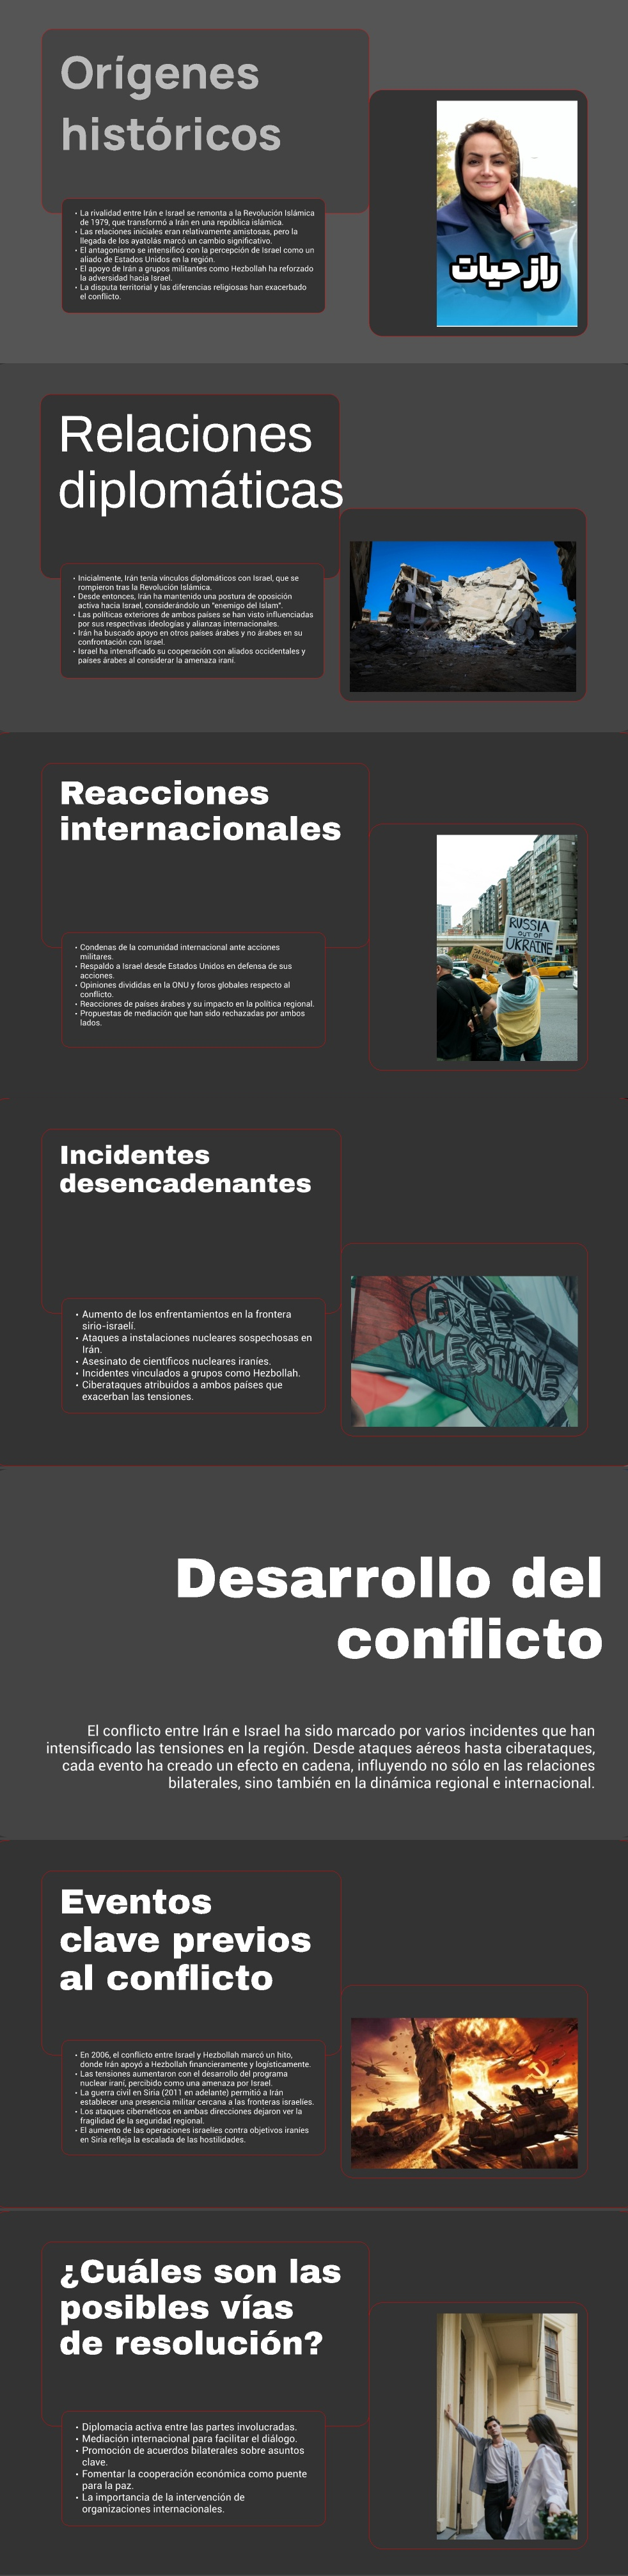 Orígenes
históricos
• La rivalidad entre Irán e Israel se remonta a la Revolución Islámica
de 1979, que transformó a Irán en una república islámica.
• Las relaciones iniciales eran relativamente amistosas, pero la
llegada de los ayatolás marcó un cambio significativo.
• El antagonismo se intensificó con la percepción de Israel como un
aliado de Estados Unidos en la región.
• El apoyo de Irán a grupos militantes como Hezbollah ha reforzado
la adversidad hacia Israel.
• La disputa territorial y las diferencias religiosas han exacerbado
el conflicto.
راز حیات
Relaciones
diplomáticas
• Inicialmente, Irán tenía vínculos diplomáticos con Israel, que se
rompieron tras la Revolución Islámica.
• Desde entonces, Irán ha mantenido una postura de oposición
activa hacia Israel, considerándolo un "enemigo del Islam".
• Las políticas exteriores de ambos países se han visto influenciadas
por sus respectivas ideologías y alianzas internacionales.
• Irán ha buscado apoyo en otros países árabes y no árabes en su
confrontación con Israel.
• Israel ha intensificado su cooperación con aliados occidentales y
países árabes al considerar la amenaza iraní.
Reacciones
internacionales
• Condenas de la comunidad internacional ante acciones
militares.
• Respaldo a Israel desde Estados Unidos en defensa de sus
acciones.
• Opiniones divididas en la ONU y foros globales respecto al
conflicto.
• Reacciones de países árabes y su impacto en la política regional.
• Propuestas de mediación que han sido rechazadas por ambos
lados.
RUSSIA
OUT OF
UKRAINE
Incidentes
desencadenantes
• Aumento de los enfrentamientos en la frontera
sirio-israelí.
• Ataques a instalaciones nucleares sospechosas en
Irán.
• Asesinato de científicos nucleares iraníes.
• Incidentes vinculados a grupos como Hezbollah.
• Ciberataques atribuidos a ambos países que
exacerban las tensiones.
FREE
PALESTINE
Desarrollo del
conflicto
El conflicto entre Irán e Israel ha sido marcado por varios incidentes que han
intensificado las tensiones en la región. Desde ataques aéreos hasta ciberataques,
cada evento ha creado un efecto en cadena, influyendo no sólo en las relaciones
bilaterales, sino también en la dinámica regional e internacional.
Eventos
clave previos
al conflicto
• En 2006, el conflicto entre Israel y Hezbollah marcó un hito,
donde Irán apoyó a Hezbollah financieramente y logísticamente.
• Las tensiones aumentaron con el desarrollo del programa
nuclear iraní, percibido como una amenaza por Israel.
• La guerra civil en Siria (2011 en adelante) permitió a Irán
establecer una presencia militar cercana a las fronteras israelíes.
• Los ataques cibernéticos en ambas direcciones dejaron ver la
fragilidad de la seguridad regional.
• El aumento de las operaciones israelíes contra objetivos iraníes
en Siria refleja la escalada de las hostilidades.
¿Cuáles son las
posibles vías
de resolución?
• Diplomacia activa entre las partes involucradas.
• Mediación internacional para facilitar el diálogo.
• Promoción de acuerdos bilaterales sobre asuntos
clave.
• Fomentar la cooperación económica como puente
para la paz.
• La importancia de la intervención de
organizaciones internacionales.